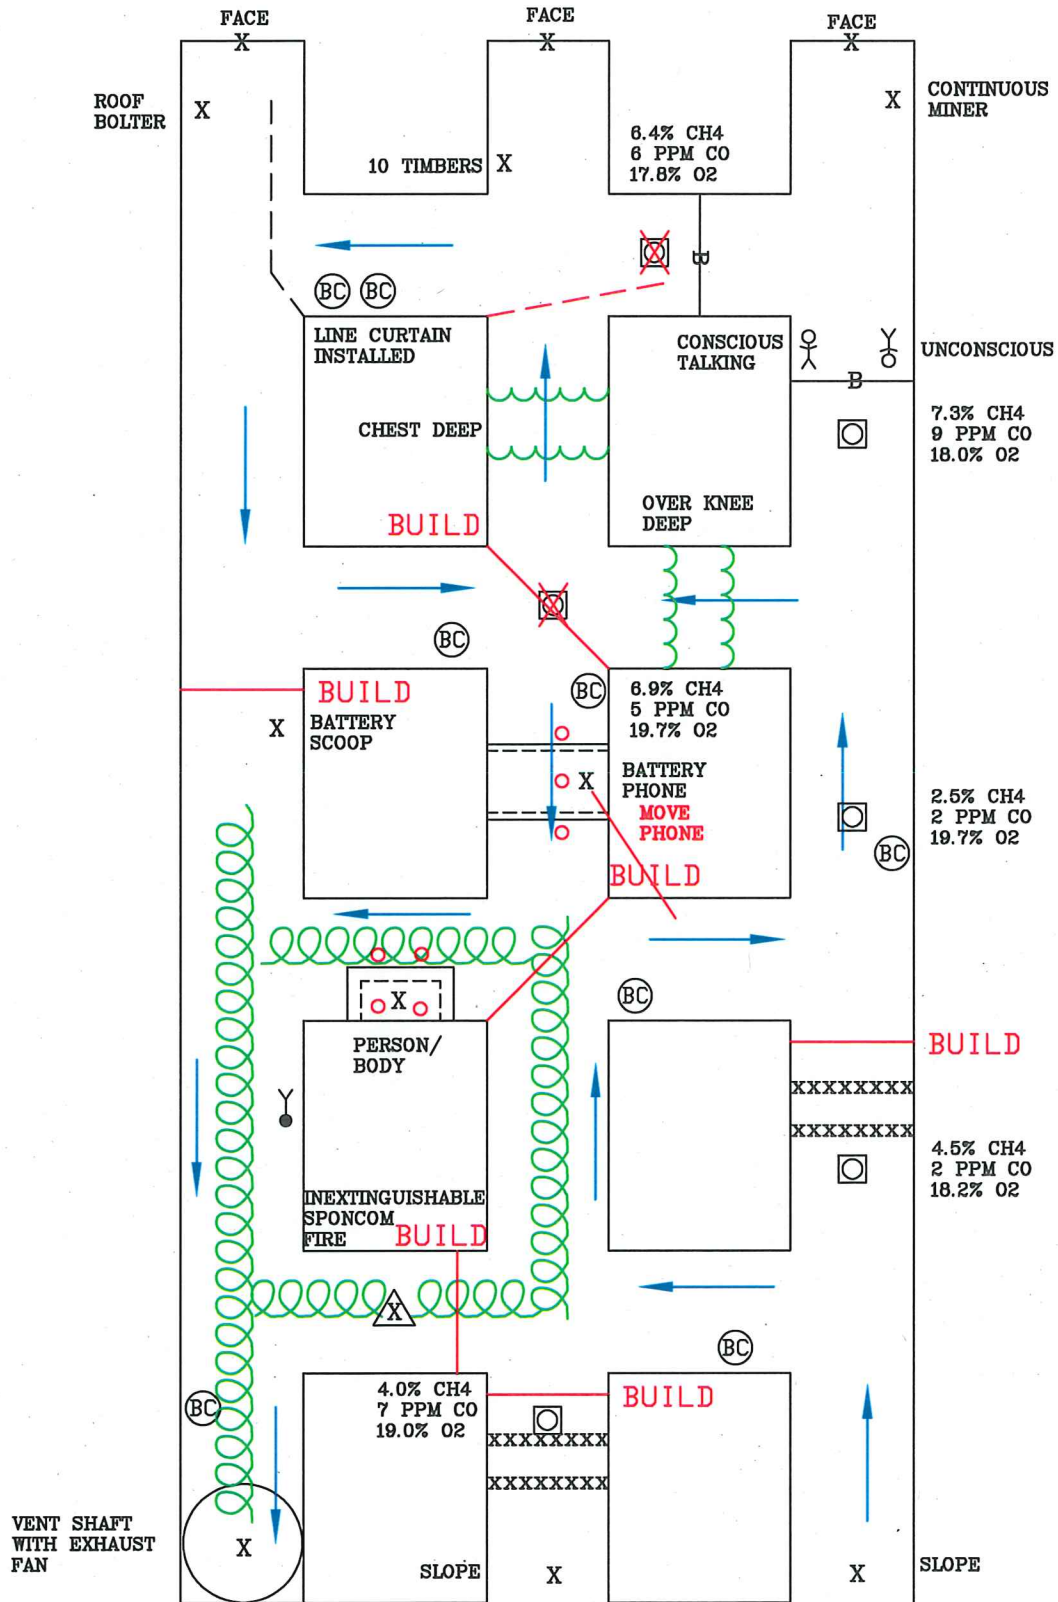 FACE
FACE
FACE
X
X
X
ROOF
BOLTER
X
X
CONTINUOUS
MINER
10 TIMBERS
X
6.4% CH4
6 PPM CO
17.8% O2
B
BC
BC
LINE CURTAIN
INSTALLED
CONSCIOUS
TALKING
UNCONSCIOUS
B
CHEST DEEP
7.3% CH4
9 PPM CO
18.0% O2
OVER KNEE
DEEP
BUILD
BC
BUILD
BC
6.9% CH4
5 PPM CO
19.7% O2
X
BATTERY
SCOOP
X
BATTERY
PHONE
MOVE
PHONE
2.5% CH4
2 PPM CO
19.7% O2
BC
BUILD
X
BC
PERSON/
BODY
BUILD
XXXXXXXX
XXXXXXXX
4.5% CH4
2 PPM CO
18.2% O2
INEXTINGUISHABLE
SPONCOM
FIRE
BUILD
X
BC
4.0% CH4
7 PPM CO
19.0% O2
BUILD
BC
XXXXXXXX
XXXXXXXX
VENT SHAFT
WITH EXHAUST
FAN
X
SLOPE
X
X
SLOPE